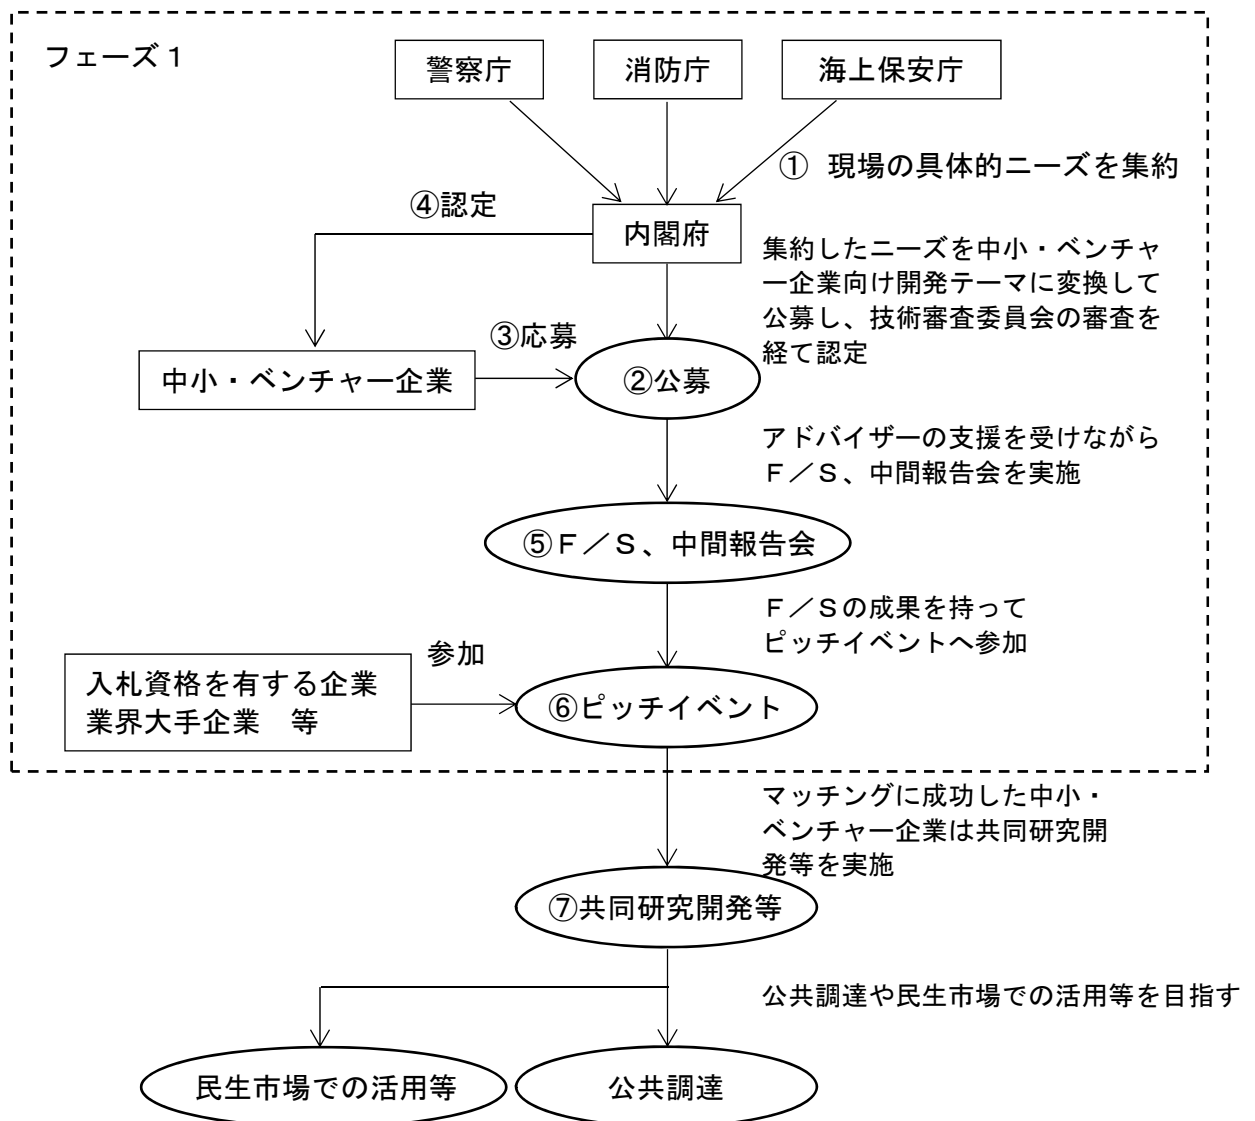 フェーズ１
警察庁
消防庁
海上保安庁
① 現場の具体的ニーズを集約
④認定
内閣府
集約したニーズを中小・ベンチャ
ー企業向け開発テーマに変換して
公募し、技術審査委員会の審査を
経て認定
③応募
中小・ベンチャー企業
②公募
アドバイザーの支援を受けながら
Ｆ／Ｓ、中間報告会を実施
⑤Ｆ／Ｓ、中間報告会
Ｆ／Ｓの成果を持って
ピッチイベントへ参加
参加
入札資格を有する企業
業界大手企業　等
⑥ピッチイベント
マッチングに成功した中小・
ベンチャー企業は共同研究開
発等を実施
⑦共同研究開発等
公共調達や民生市場での活用等を目指す
民生市場での活用等
公共調達